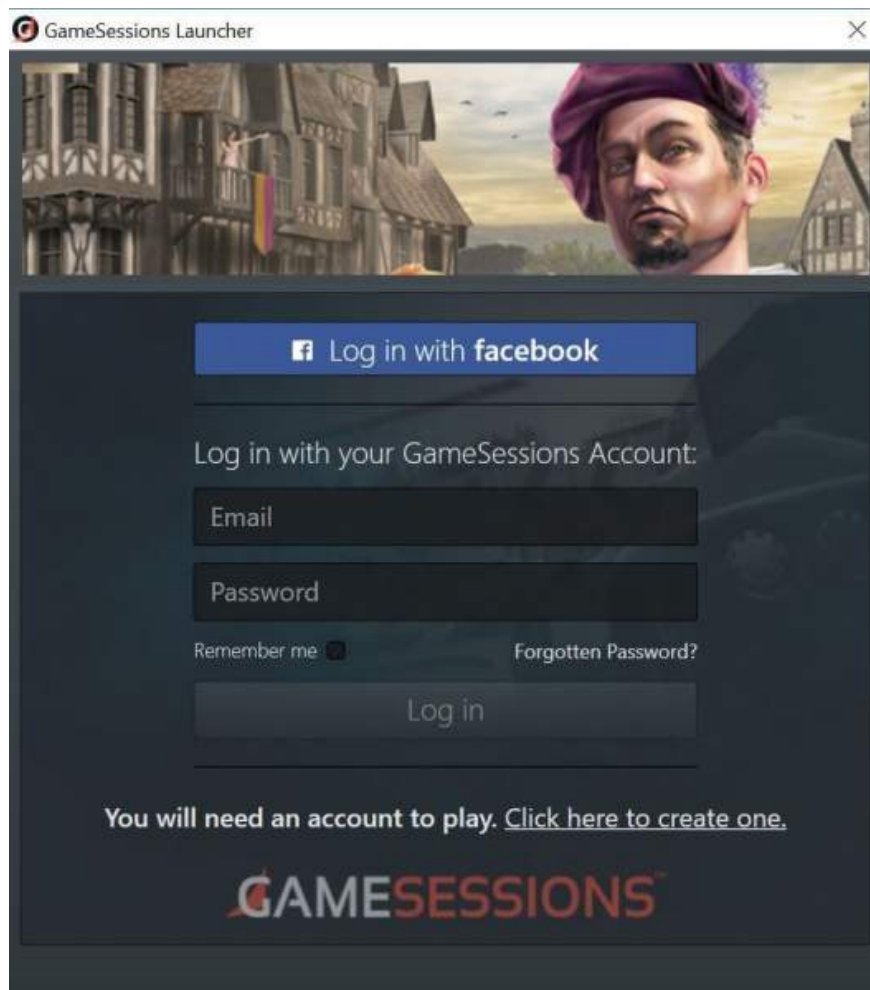 GameSessions Launcher
Log in with facebook
Log in with your GameSessions Account:
Email
Password
Remember me
Forgotten Password?
Log in
You will need an account to play. Click here to create one.
GAMESESSIONS™